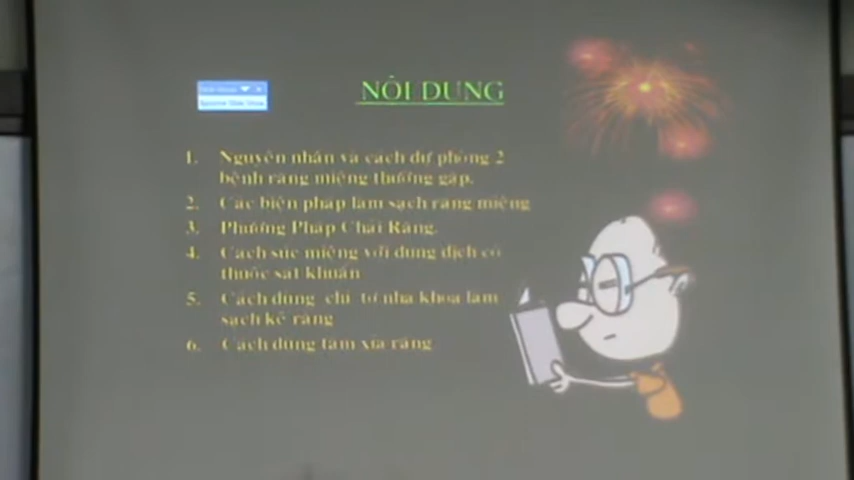 NỘI DUNG
1. Nguyên nhân và cách dự phòng 2
bệnh răng miệng thường gặp.
2. Các biện pháp làm sạch răng miệng
3. Phương Pháp Chải Răng.
4. Cách súc miệng với dung dịch có
thuốc sát khuẩn
5. Cách dùng chỉ tơ nha khoa làm
sạch kẽ răng
6. Cách dùng tăm xỉa răng